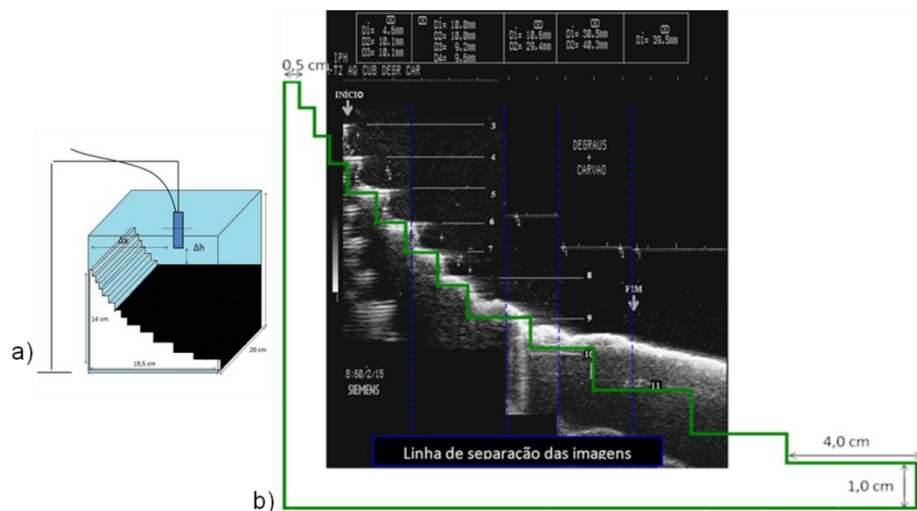 D1= 4.6mm
D2= 10.1mm
D3= 10.1mm
D1= 10.0mm
D2= 10.0mm
D3= 9.2mm
D4= 9.6mm
D1= 10.6mm
D2= 29.4mm
D1= 30.5mm
D2= 40.3mm
D1= 39.5mm
IPH
T2 AQ CUB DEGR CAR
0,5 cm
INÍCIO
3
4
DEGRAUS
+
CARVAO
5
6
7
8
FIM
9
10
11
8:60/2/15
SIEMENS
Linha de separação das imagens
4,0 cm
1,0 cm
b)
Δx
Δh
14 cm
20 cm
19,5 cm
a)